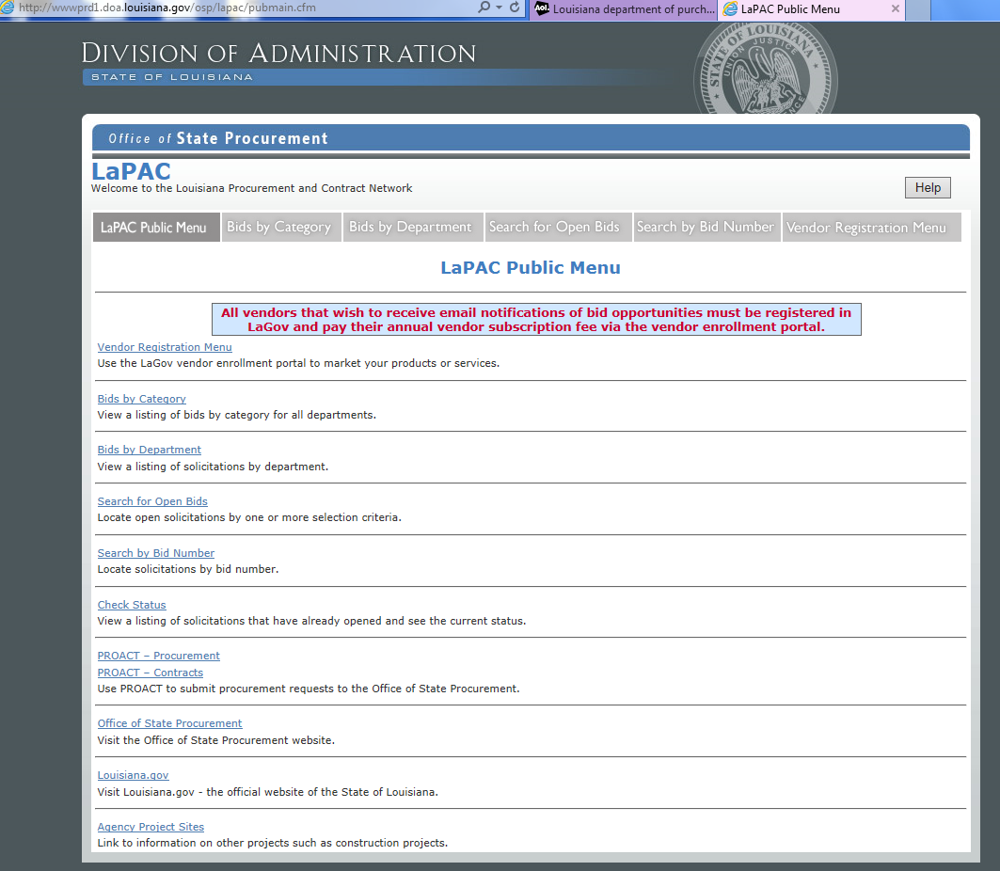 http://wwwprd1.doa.louisiana.gov/osp/lapac/pubmain.cfm
Aol. Louisiana department of purch...
LaPAC Public Menu
DIVISION OF ADMINISTRATION
STATE OF LOUISIANA
STATE OF LOUISIANA
UNION JUSTICE
Office of State Procurement
LaPAC
Welcome to the Louisiana Procurement and Contract Network
Help
LaPAC Public Menu Bids by Category Bids by Department Search for Open Bids Search by Bid Number Vendor Registration Menu
LaPAC Public Menu
All vendors that wish to receive email notifications of bid opportunities must be registered in
LaGov and pay their annual vendor subscription fee via the vendor enrollment portal.
Vendor Registration Menu
Use the LaGov vendor enrollment portal to market your products or services.
Bids by Category
View a listing of bids by category for all departments.
Bids by Department
View a listing of solicitations by department.
Search for Open Bids
Locate open solicitations by one or more selection criteria.
Search by Bid Number
Locate solicitations by bid number.
Check Status
View a listing of solicitations that have already opened and see the current status.
PROACT – Procurement
PROACT – Contracts
Use PROACT to submit procurement requests to the Office of State Procurement.
Office of State Procurement
Visit the Office of State Procurement website.
Louisiana.gov
Visit Louisiana.gov - the official website of the State of Louisiana.
Agency Project Sites
Link to information on other projects such as construction projects.